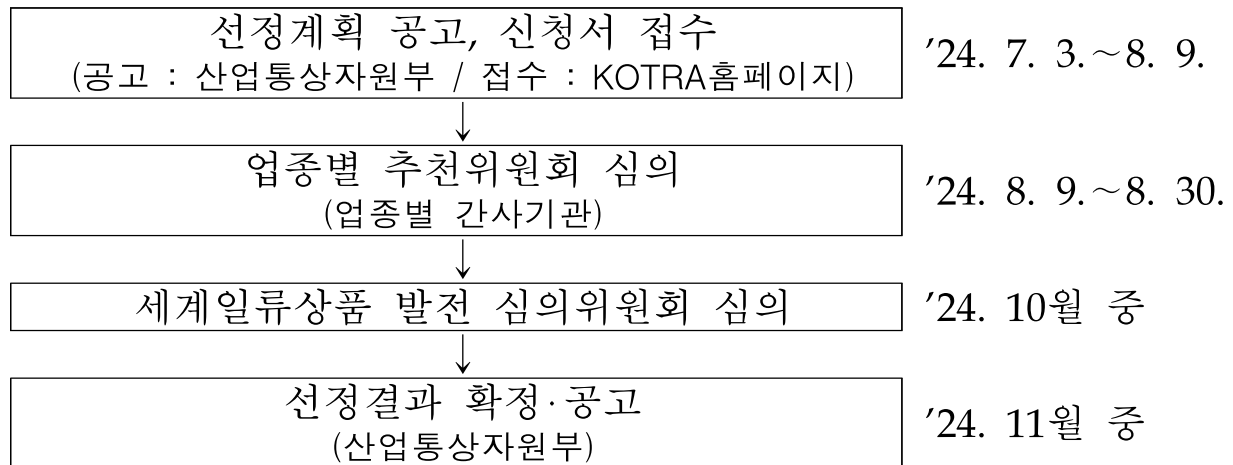 선정계획 공고, 신청서 접수
(공고 : 산업통상자원부 / 접수 : KOTRA홈페이지)
’24. 7. 3.~8. 9.
업종별 추천위원회 심의
(업종별 간사기관)
’24. 8. 9.~8. 30.
세계일류상품 발전 심의위원회 심의
’24. 10월 중
선정결과 확정·공고
(산업통상자원부)
’24. 11월 중